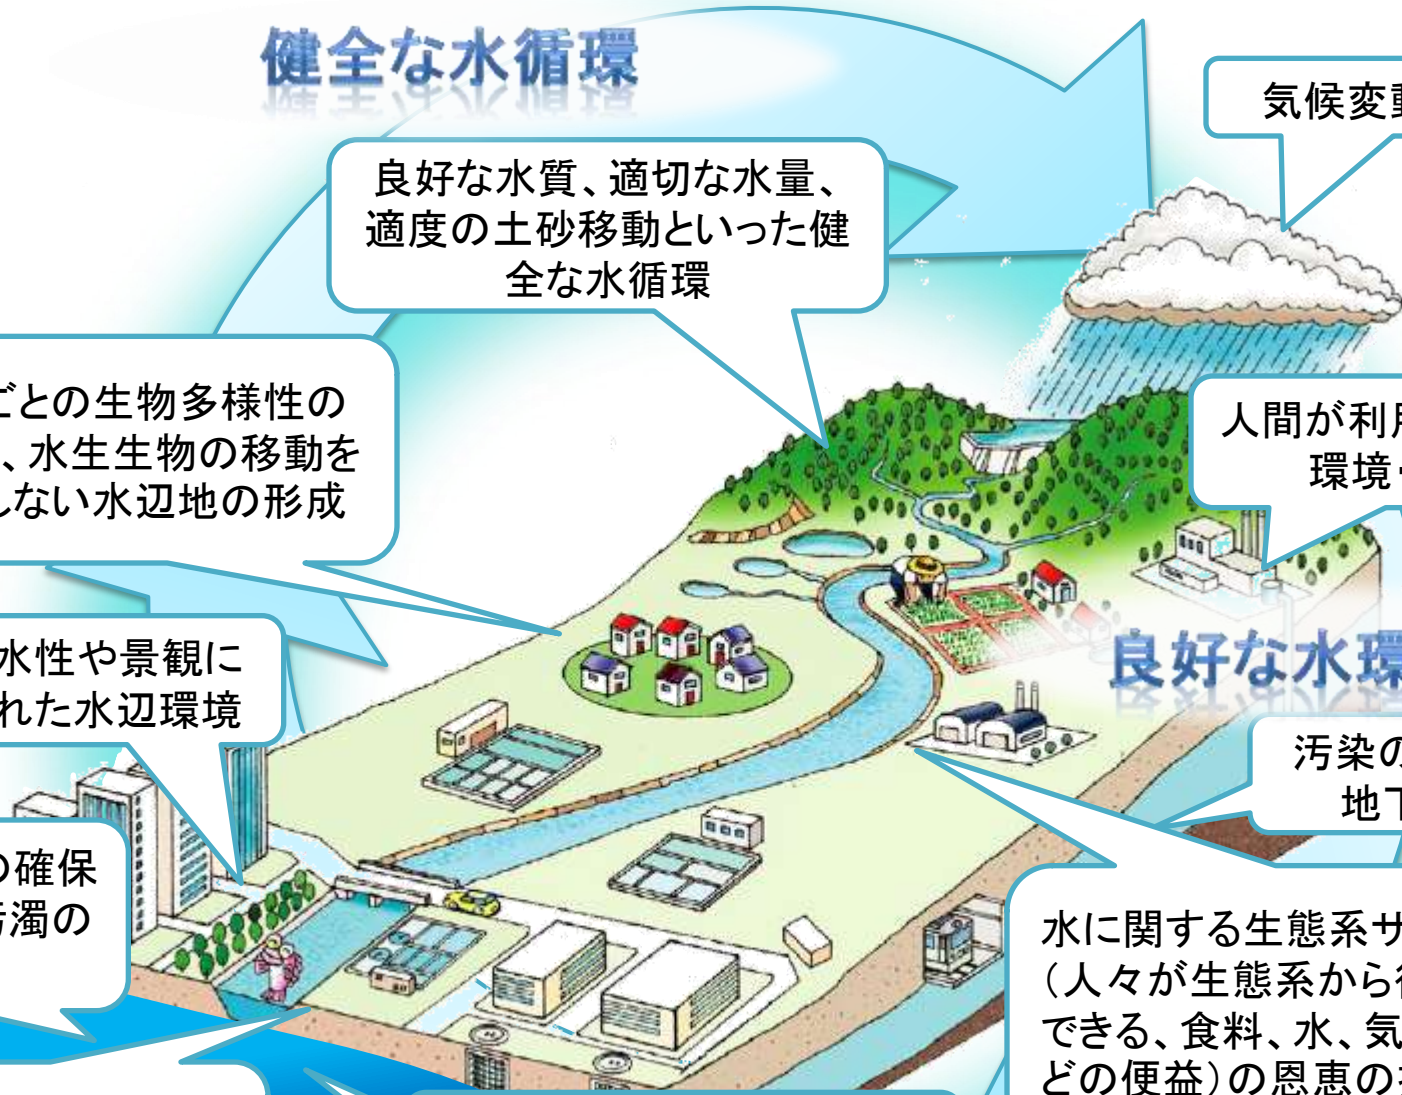 健全な水循環
気候変動
良好な水質、適切な水量、
適度の土砂移動といった健
全な水循環
ごとの生物多様性の
、水生生物の移動を
しない水辺地の形成
人間が利用
環境
水性や景観に
れた水辺環境
良好な水環
汚染の
地下
の確保
汚濁の
水に関する生態系サ
（人々が生態系から得
できる、食料、水、気
どの便益）の恩恵の